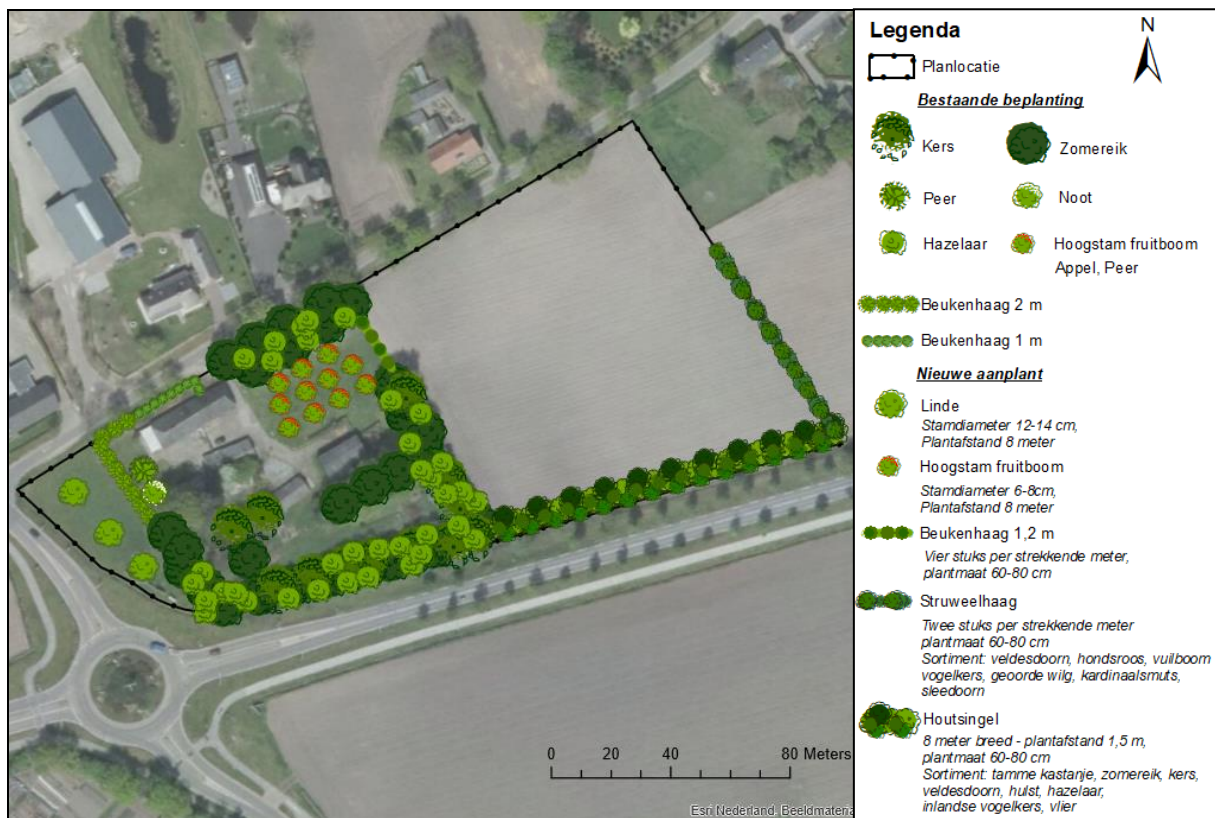 Legenda
N
Planlocatie
Bestaande beplanting
Kers
Zomereik
Peer
Noot
Hazelaar
Hoogstam fruitboom
Appel, Peer
Beukenhaag 2 m
Beukenhaag 1 m
Nieuwe aanplant
Linde
Stamdiameter 12-14 cm,
Plantafstand 8 meter
Hoogstam fruitboom
Stamdiameter 6-8cm,
Plantafstand 8 meter
Beukenhaag 1,2 m
Vier stuks per strekkende meter,
plantmaat 60-80 cm
Struweelhaag
Twee stuks per strekkende meter
plantmaat 60-80 cm
Sortiment: veldesdoorn, hondsroos, vuilboom
vogelkers, geoorde wilg, kardinaalsmuts,
sleedoorn
Houtsingel
8 meter breed - plantafstand 1,5 m,
plantmaat 60-80 cm
Sortiment: tamme kastanje, zomereik, kers,
veldesdoorn, hulst, hazelaar,
inlandse vogelkers, vlier
0 20 40 80 Meters
Esri Nederland, Beeldmateria